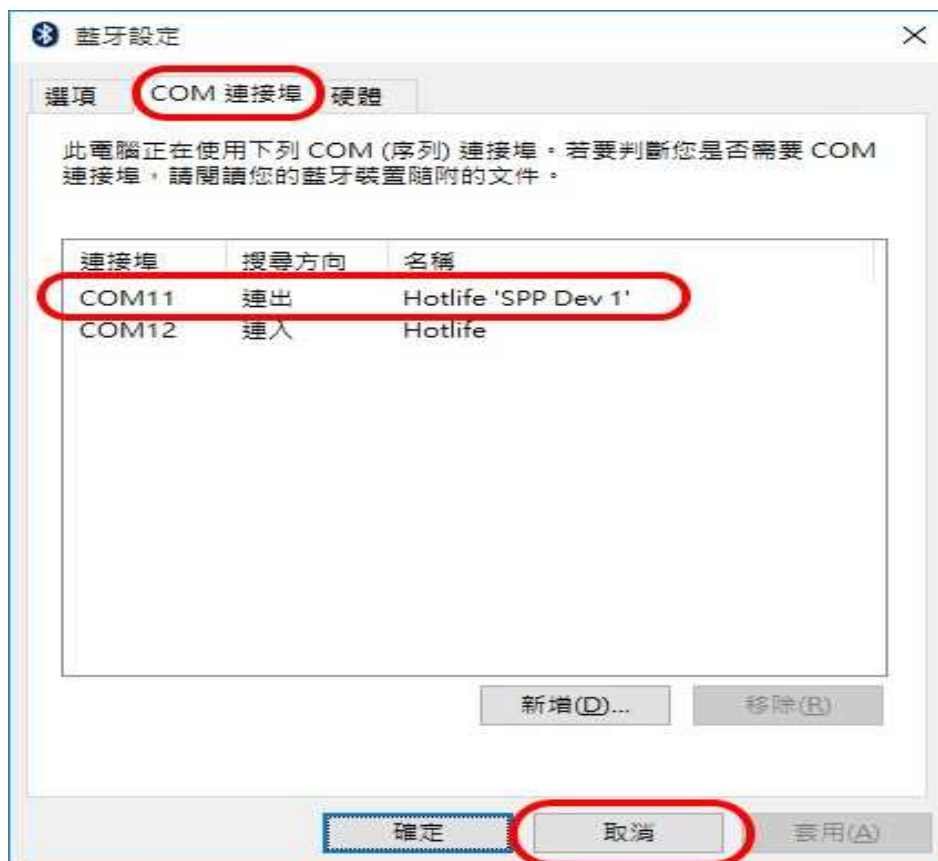 藍牙設定
選項 COM 連接埠 硬體
此電腦正在使用下列 COM (序列) 連接埠。若要判斷您是否需要 COM
連接埠，請閱讀您的藍牙裝置隨附的文件。
連接埠 搜尋方向 名稱
COM11 連出 Hotlife 'SPP Dev 1'
COM12 連入 Hotlife
新增(D)... 移除(R)
確定 取消 套用(A)